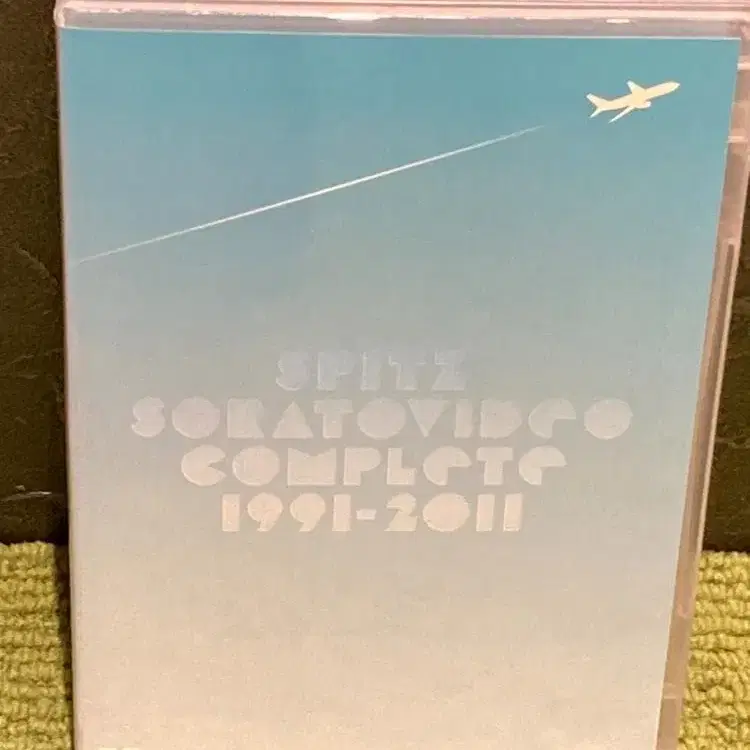 SPITZ
SORATOVIDEO
COMPLETE
1991-2011